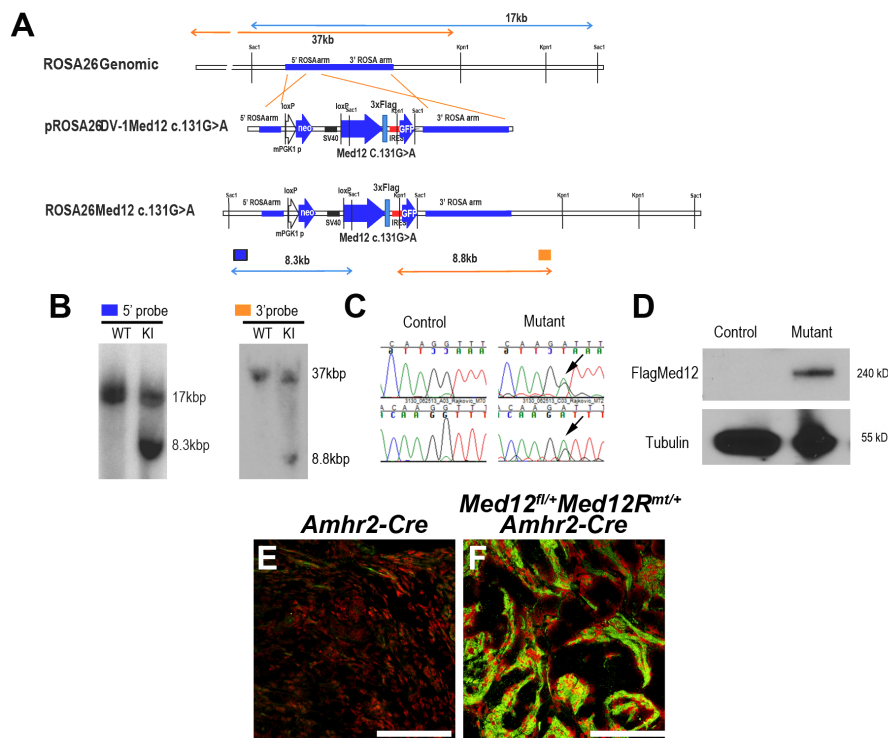 A
17kb
37kb
Sac1 5' ROSAarm 3' ROSA arm Kpn1 Kpn1 Sac1
ROSA26Genomic
loxP loxP 3xFlag
5' ROSAarm Sac1 Kpn1 Sac1 3' ROSA arm
pROSA26DV-1Med12 c.131G>A
neo GFP
mPGK1 p SV40 IRES
Med12 C.131G>A
loxP loxP 3xFlag
Sac1 5' ROSAarm Sac1 Kpn1 Sac1 3' ROSA arm Kpn1 Kpn1 Sac1
ROSA26Med12 c.131G>A
neo GFP
mPGK1 p SV40 IRES
Med12 c.131G>A
8.3kb 8.8kb
B
5' probe
WT KI
17kbp
8.3kbp
3'probe
WT KI
37kbp
8.8kbp
C
Control Mutant
C A A G G T T T
G T T C C A A A
C A A G A T T T
G T T C T A A A
3130_062513_A03_Rajkovic_M70
3130_062513_C03_Rajkovic_M72
A C A A G G T T T
A C A A G G T T T
C A A G A T T T
C A A G A T T T
D
Control Mutant
FlagMed12 240 kD
Tubulin 55 kD
Amhr2-Cre
Med12fl/+Med12Rmt/+
Amhr2-Cre
E
F